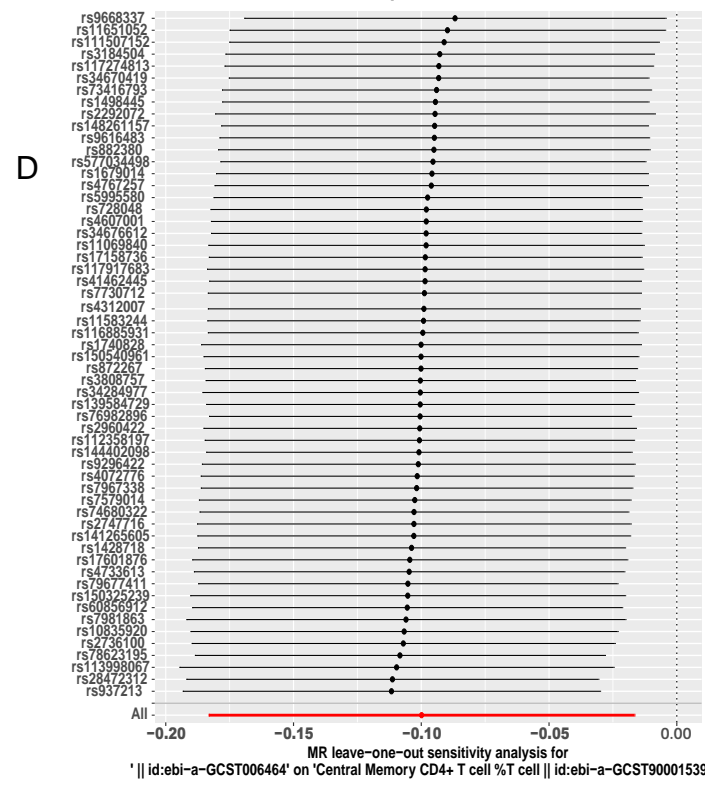 rs9668337
rs11651052
rs111507152
rs3184504
rs117274813
rs34670419
rs73416793
rs1498445
rs2292072
rs148261157
rs9616483
rs882380
D
rs577034498
rs1679014
rs4767257
rs5995580
rs728048
rs4607001
rs34676612
rs11069840
rs17158736
rs117917683
rs41462445
rs7730712
rs4312007
rs11583244
rs116885931
rs1740828
rs150540961
rs872267
rs3808757
rs34284977
rs139584729
rs76982896
rs2960422
rs112358197
rs144402098
rs9296422
rs4072776
rs7967338
rs7579014
rs74680322
rs2747716
rs141265605
rs1428718
rs17601876
rs4733613
rs79677411
rs150325239
rs60856912
rs7981863
rs10835920
rs2736100
rs78623195
rs113998067
rs28472312
rs937213
All
−0.20 −0.15 −0.10 −0.05 0.00
MR leave−one−out sensitivity analysis for
' || id:ebi−a−GCST006464' on 'Central Memory CD4+ T cell %T cell || id:ebi−a−GCST90001539